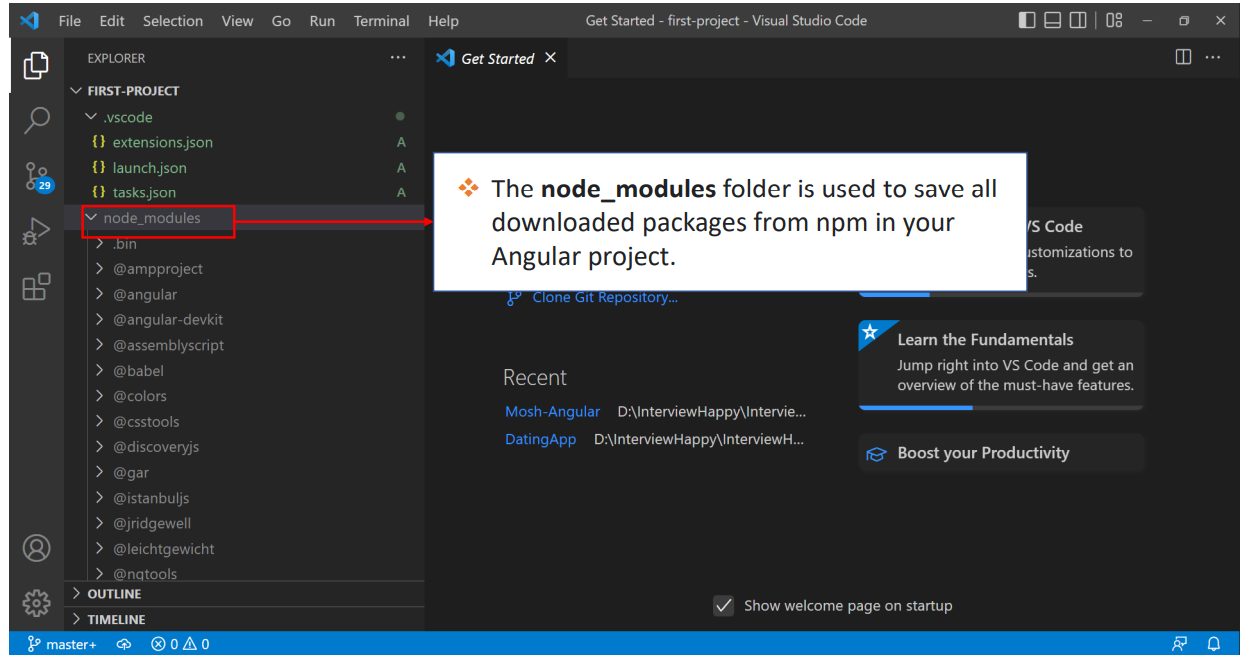 File Edit Selection View Go Run Terminal Help
Get Started - first-project - Visual Studio Code
EXPLORER
Get Started
FIRST-PROJECT
.vscode
{} extensions.json A
{} launch.json A
{} tasks.json A
node_modules
.bin
@ampproject
@angular
@angular-devkit
@assemblyscript
@babel
@colors
@csstools
@discoveryjs
@gar
@istanbuljs
@jridgewell
@leichtgewicht
@ngtools
OUTLINE
TIMELINE
29
The node_modules folder is used to save all
downloaded packages from npm in your
Angular project.
VS Code
customizations to
s.
Clone Git Repository...
Recent
Mosh-Angular D:\InterviewHappy\Intervie...
DatingApp D:\InterviewHappy\InterviewH...
Learn the Fundamentals
Jump right into VS Code and get an
overview of the must-have features.
Boost your Productivity
Show welcome page on startup
master+ 0 0